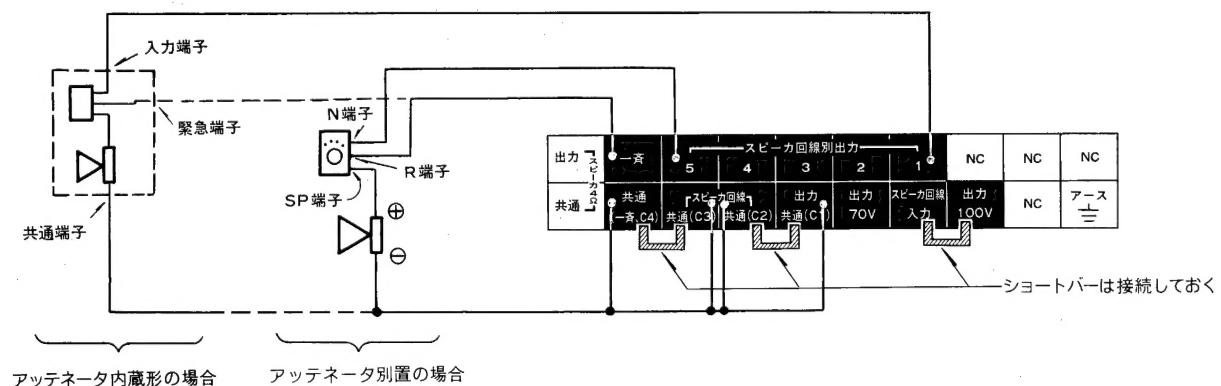 入力端子
緊急端子
N端子
R端子
SP端子
共通端子
⊕
⊖
出力 スピーカ4Ω 一斉 スピーカ回線別出力 NC NC NC
5 4 3 2 1
共通 共通 スピーカ回線 出力 出力 スピーカ回線 出力 NC アース
(一斉、C4) 共通(C3) 共通(C2) 共通(C1) 70V 入力 100V
ショートバーは接続しておく
アッテネータ内蔵形の場合
アッテネータ別置の場合